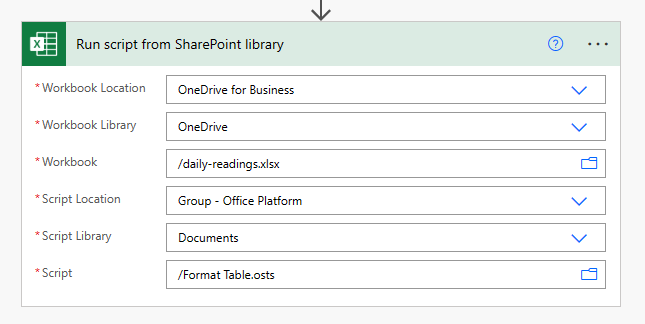 Run script from SharePoint library
* Workbook Location OneDrive for Business
* Workbook Library OneDrive
* Workbook /daily-readings.xlsx
* Script Location Group - Office Platform
* Script Library Documents
* Script /Format Table.osts